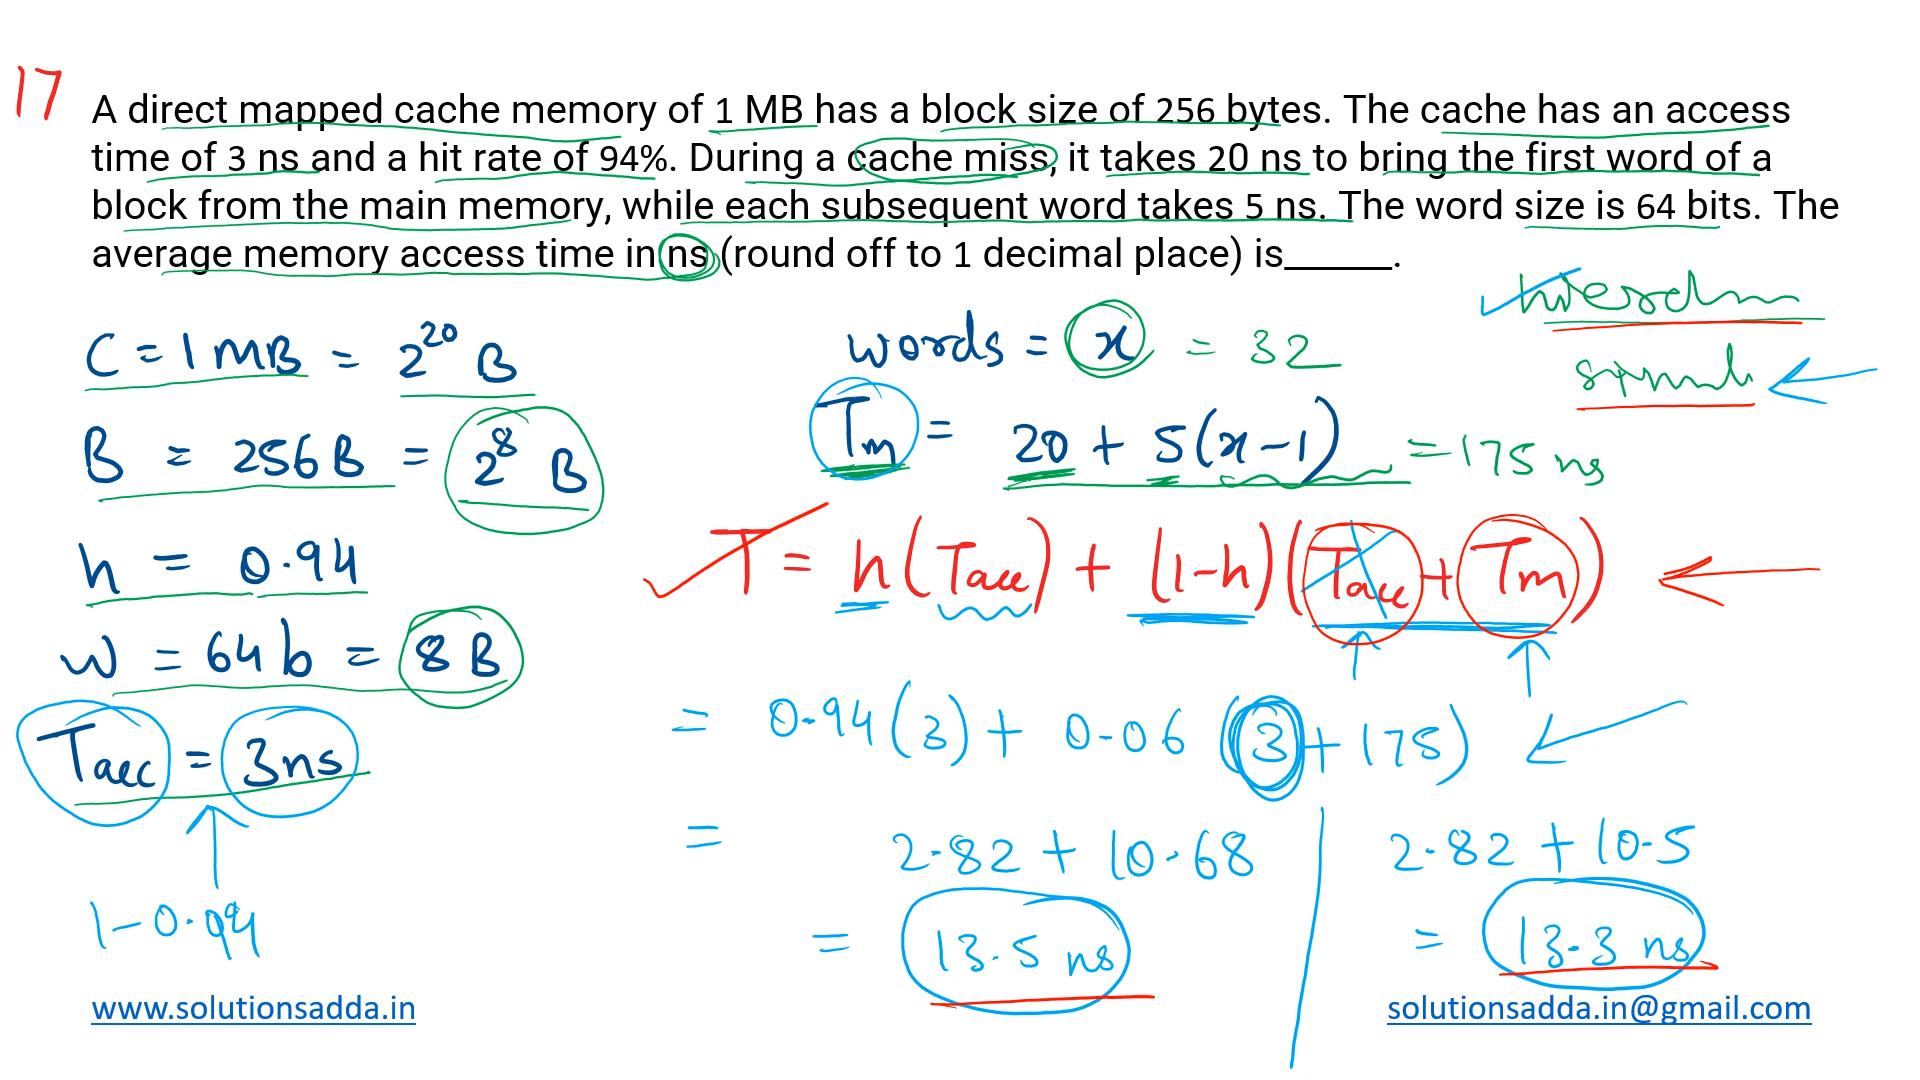 17
A direct mapped cache memory of 1 MB has a block size of 256 bytes. The cache has an access
time of 3 ns and a hit rate of 94%. During a cache miss, it takes 20 ns to bring the first word of a
block from the main memory, while each subsequent word takes 5 ns. The word size is 64 bits. The
average memory access time in ns (round off to 1 decimal place) is_____.
C = 1 MB = 2^20 B
B = 256 B = 2^8 B
h = 0.94
w = 64 b = 8 B
Tacc = 3ns
1 - 0.094
words = x = 32
Tm = 20 + 5(x-1) = 175 ns
T = h(Tacc) + (1-h)(Tacc + Tm)
= 0.94(3) + 0.06 (3 + 175)
= 2.82 + 10.68
= 13.5 ns
2.82 + 10.5
= 13.3 ns
www.solutionsadda.in
solutionsadda.in@gmail.com